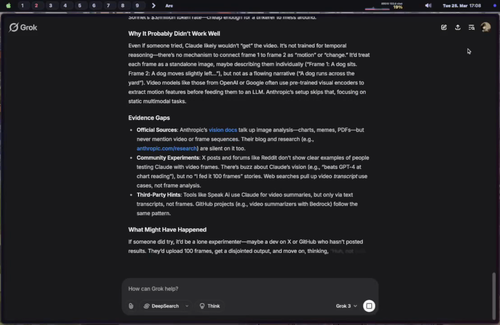 1 2 3 4 5 6 7 8 9 Arc 18% Tue 25. Mar 17:08
Grok
Why It Probably Didn't Work Well
Even if someone tried, Claude likely wouldn't "get" the video. It's not trained for temporal
reasoning—there's no mechanism to connect frame 1 to frame 2 as "motion" or "change." It'd treat
each frame as a standalone image, maybe describing them individually ("Frame 1: A dog sits.
Frame 2: A dog moves slightly left..."), but not as a flowing narrative ("A dog runs across the
yard"). Video models like those from OpenAI or Google often use pre-trained visual encoders to
extract motion features before feeding them to an LLM. Anthropic's setup skips that, focusing on
static multimodal tasks.
Evidence Gaps
• Official Sources: Anthropic's vision docs talk up image analysis—charts, memes, PDFs—but
never mention video or frame sequences. Their blog and research (e.g.,
anthropic.com/research) are silent on it too.
• Community Experiments: X posts and forums like Reddit don't show clear examples of people
testing Claude with video frames. There's buzz about Claude's vision (e.g., "beats GPT-4 at
chart reading"), but no "I fed it 100 frames" stories. Web searches pull up video transcript use
cases, not frame analysis.
• Third-Party Hints: Tools like Speak AI use Claude for video summaries, but only via text
transcripts, not frames. GitHub projects (e.g., video summarizers with Bedrock) follow the
same pattern.
What Might Have Happened
If someone did try, it'd be a lone experimenter—maybe a dev on X or GitHub who hasn't posted
results. They'd upload 100 frames, get a disjointed output, and move on, thinking,
How can Grok help?
DeepSearch Think Grok 3